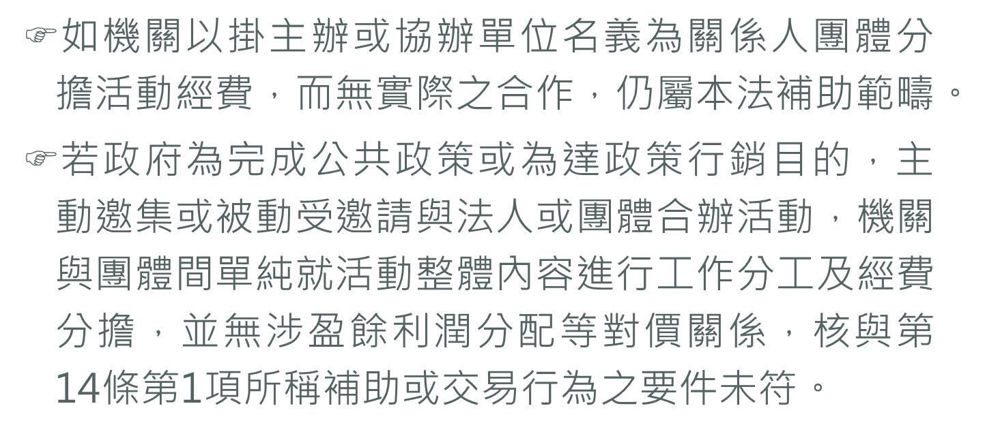 ☞如機關以掛主辦或協辦單位名義為關係人團體分
擔活動經費，而無實際之合作，仍屬本法補助範疇。
☞若政府為完成公共政策或為達政策行銷目的，主
動邀集或被動受邀請與法人或團體合辦活動，機關
與團體間單純就活動整體內容進行工作分工及經費
分擔，並無涉盈餘利潤分配等對價關係，核與第
14條第1項所稱補助或交易行為之要件未符。